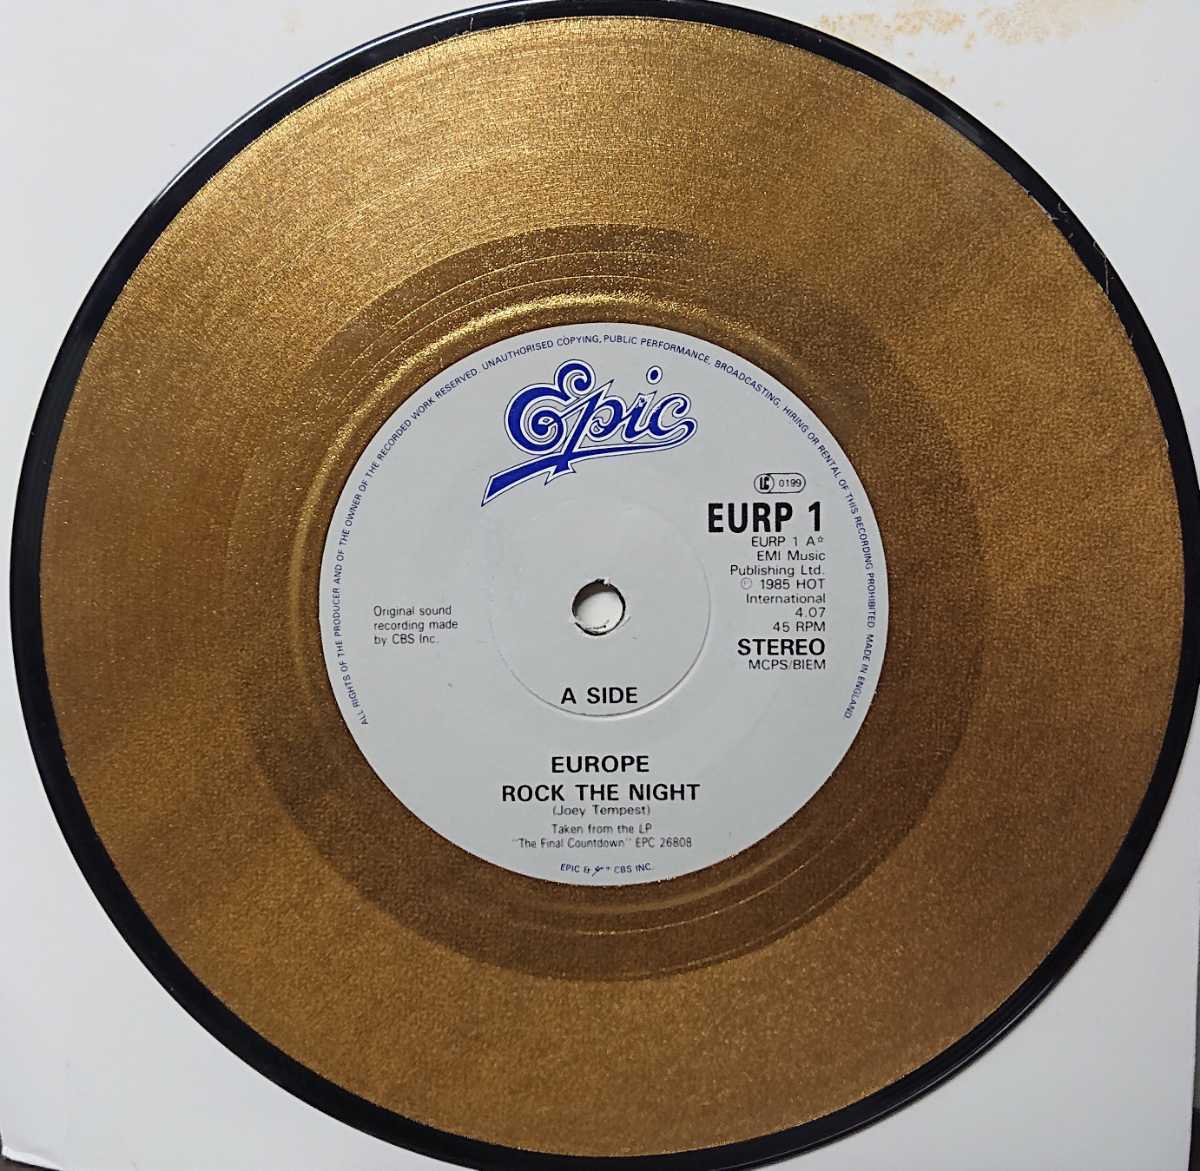 ALL RIGHTS OF THE PRODUCER AND OF THE OWNER OF THE RECORDED WORK RESERVED. UNAUTHORISED COPYING, PUBLIC PERFORMANCE, BROADCASTING, HIRING OR RENTAL OF THIS RECORDING PROHIBITED. MADE IN ENGLAND.
Epic
LC 0199
EURP 1
EURP 1 A☆
EMI Music
Publishing Ltd.
Ⓟ 1985 HOT
International
4.07
45 RPM
STEREO
MCPS/BIEM
Original sound
recording made
by CBS Inc.
A SIDE
EUROPE
ROCK THE NIGHT
(Joey Tempest)
Taken from the LP
"The Final Countdown" EPC 26808
EPIC & CBS INC.